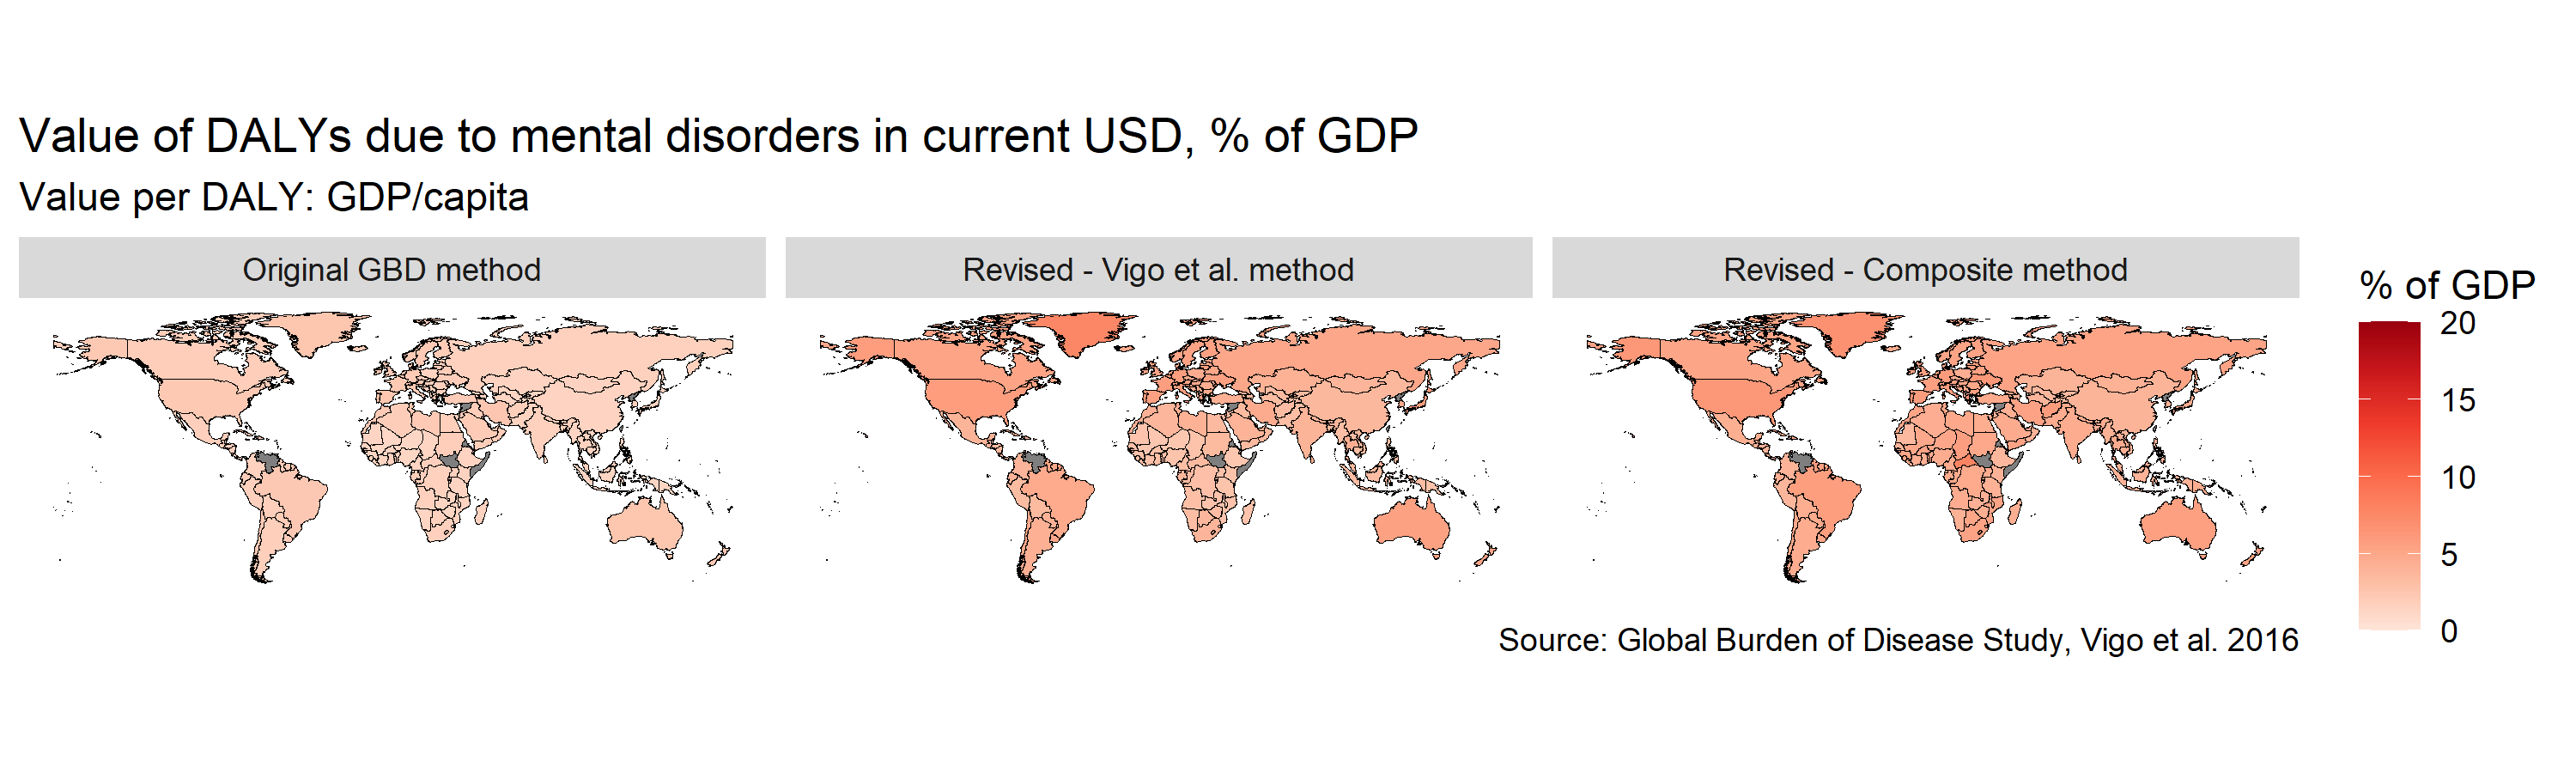 Value of DALYs due to mental disorders in current USD, % of GDP
Value per DALY: GDP/capita
Original GBD method
Revised - Vigo et al. method
Revised - Composite method
% of GDP
20
15
10
5
0
Source: Global Burden of Disease Study, Vigo et al. 2016